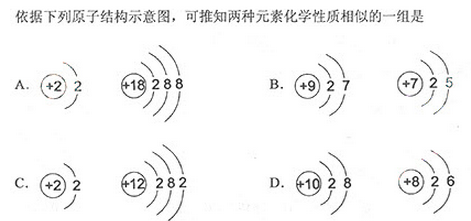 依据下列原子结构示意图，可推知两种元素化学性质相似的一组是
A. +2 2 +18 2 8 8 B. +9 2 7 +7 2 5
C. +2 2 +12 2 8 2 D. +10 2 8 +8 2 6